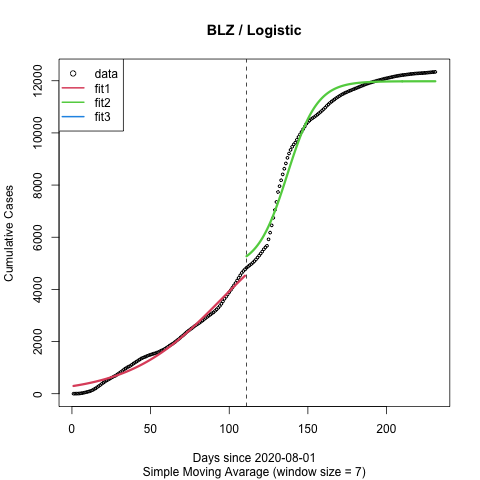 BLZ / Logistic
data
fit1
fit2
fit3
Cumulative Cases
0
2000
4000
6000
8000
10000
12000
0
50
100
150
200
Days since 2020-08-01
Simple Moving Avarage (window size = 7)